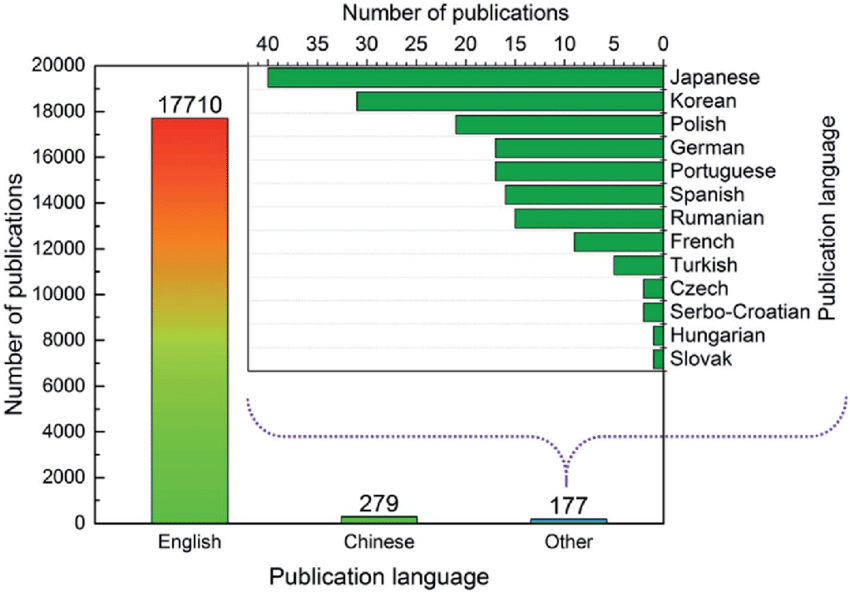 Number of publications
40 35 30 25 20 15 10 5 0
20000
18000
16000
14000
12000
10000
8000
6000
4000
2000
0
Number of publications
17710
279
177
Japanese
Korean
Polish
German
Portuguese
Spanish
Rumanian
French
Turkish
Czech
Serbo-Croatian
Hungarian
Slovak
Publication language
English Chinese Other
Publication language